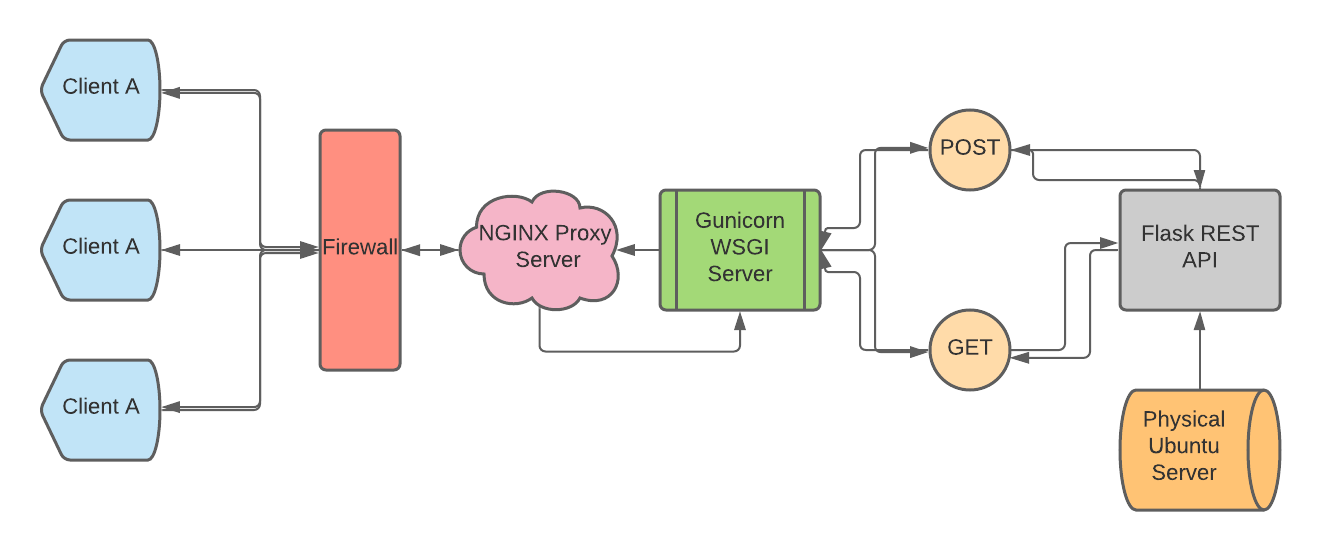 Client A
Client A
Client A
Firewall
NGINX Proxy
Server
Gunicorn
WSGI
Server
POST
GET
Flask REST
API
Physical
Ubuntu
Server